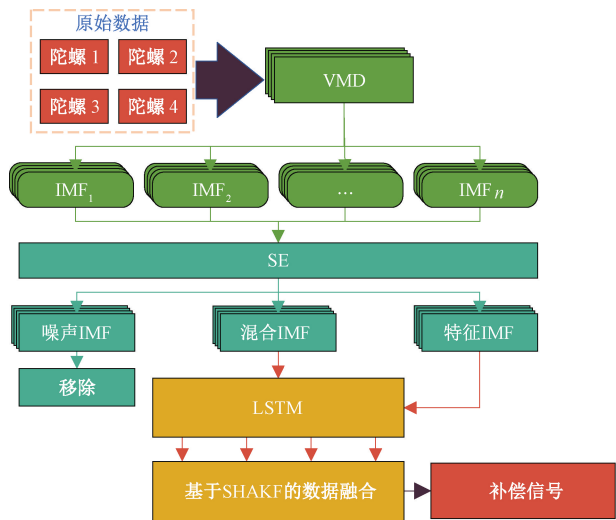 原始数据
陀螺 1
陀螺 2
陀螺 3
陀螺 4
VMD
IMF₁
IMF₂
...
IMFn
SE
噪声IMF
混合IMF
特征IMF
移除
LSTM
基于SHAKF的数据融合
补偿信号